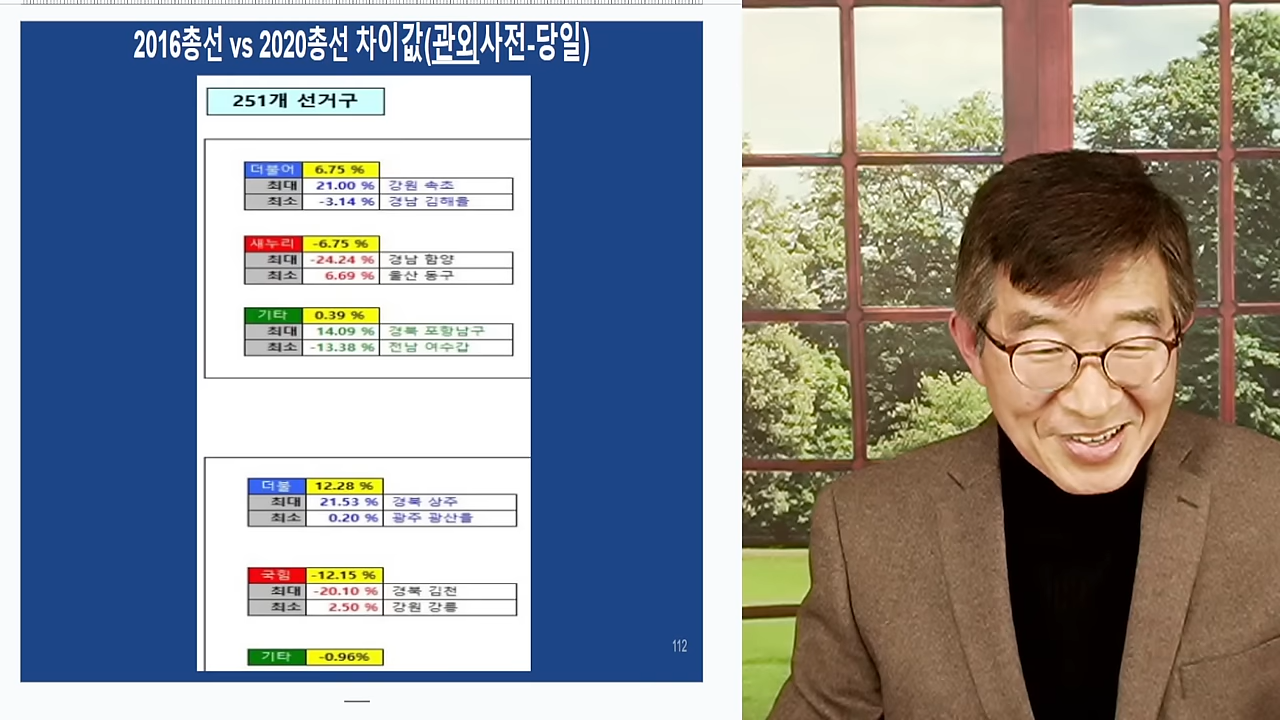 2016총선 vs 2020총선 차이값(관외사전-당일)
251개 선거구
더불어 6.75 %
최대 21.00 % 강원 속초
최소 -3.14 % 경남 김해을
새누리 -6.75 %
최대 -24.24 % 경남 함양
최소 6.69 % 울산 동구
기타 0.39 %
최대 14.09 % 경북 포항남구
최소 -13.38 % 전남 여수갑
더불 12.28 %
최대 21.53 % 경북 상주
최소 0.20 % 광주 광산을
국힘 -12.15 %
최대 -20.10 % 경북 김천
최소 2.50 % 강원 강릉
기타 -0.96%
112